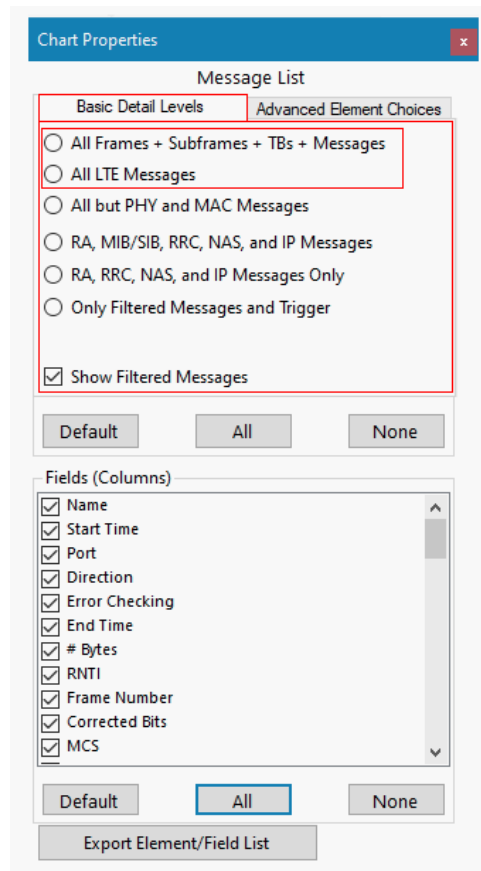 Chart Properties
x
Message List
Basic Detail Levels
Advanced Element Choices
All Frames + Subframes + TBs + Messages
All LTE Messages
All but PHY and MAC Messages
RA, MIB/SIB, RRC, NAS, and IP Messages
RA, RRC, NAS, and IP Messages Only
Only Filtered Messages and Trigger
Show Filtered Messages
Default All None
Fields (Columns)
Name
Start Time
Port
Direction
Error Checking
End Time
# Bytes
RNTI
Frame Number
Corrected Bits
MCS
Default All None
Export Element/Field List